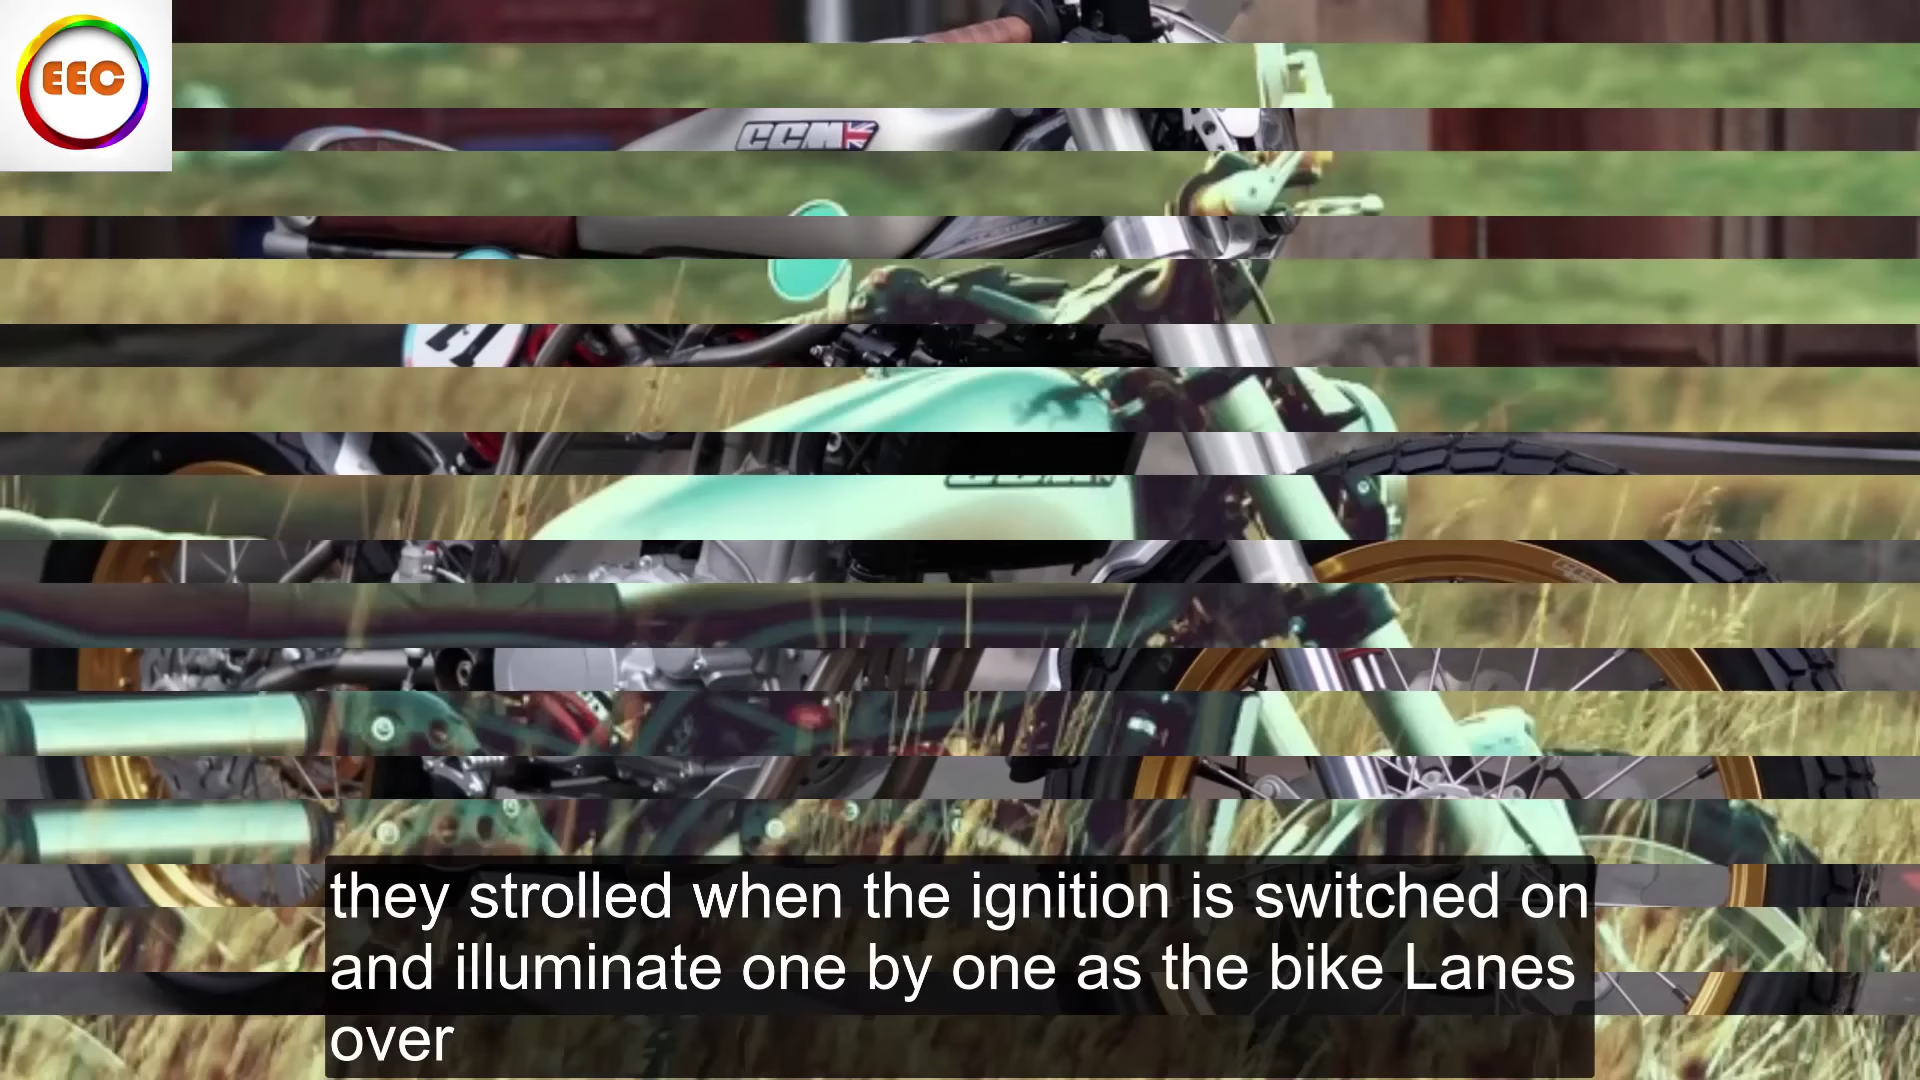 EEC
CCM
they strolled when the ignition is switched on
and illuminate one by one as the bike Lanes
over